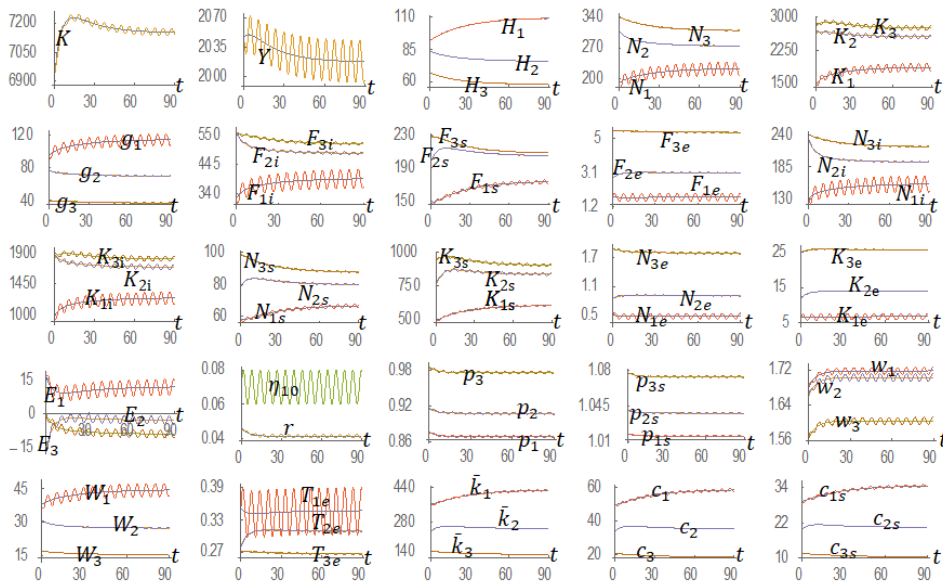 7200
7150
6900
K
0 30 60 90
t
2070
2035
2000
Y
0 30 60 90
t
110
85
60
H₁
H₂
H₃
0 30 60 90
t
340
270
200
N₃
N₂
N₁
0 30 60 90
t
3000
2250
1500
K₃
K₂
K₁
0 30 60 90
t
120
80
40
g₁
g₂
g₃
0 30 60 90
t
550
445
340
F₃ᵢ
F₂ᵢ
F₁ᵢ
0 30 60 90
t
230
200
150
F₃ₛ
F₂ₛ
F₁ₛ
0 30 60 90
t
5
3.1
1.2
F₃ₑ
F₂ₑ
F₁ₑ
0 30 60 90
t
240
185
130
N₃ᵢ
N₂ᵢ
N₁ᵢ
0 30 60 90
t
1900
1450
1000
K₃ᵢ
K₂ᵢ
K₁ᵢ
0 30 60 90
t
100
80
60
N₃ₛ
N₂ₛ
N₁ₛ
0 30 60 90
t
1000
750
500
K₃ₛ
K₂ₛ
K₁ₛ
0 30 60 90
t
1.7
1.1
0.5
N₃ₑ
N₂ₑ
N₁ₑ
0 30 60 90
t
25
15
5
K₃ₑ
K₂ₑ
K₁ₑ
0 30 60 90
t
15
0
−15
E₁
E₂
E₃
30 60 90
t
0.08
0.06
0.04
η₁₀
r
0 30 60 90
t
0.98
0.92
0.86
p₃
p₂
p₁
0 30 60 90
t
1.08
1.045
1.01
p₃ₛ
p₂ₛ
p₁ₛ
0 30 60 90
t
1.72
1.64
1.56
w₁
w₂
w₃
0 30 60 90
t
45
30
15
W₁
W₂
W₃
0 30 60 90
t
0.39
0.33
0.27
T₁ₑ
T₂ₑ
T₃ₑ
0 30 60 90
t
440
290
140
k̄₁
k̄₂
k̄₃
0 30 60 90
t
60
40
20
c₁
c₂
c₃
0 30 60 90
t
34
22
10
c₁ₛ
c₂ₛ
c₃ₛ
0 30 60 90
t